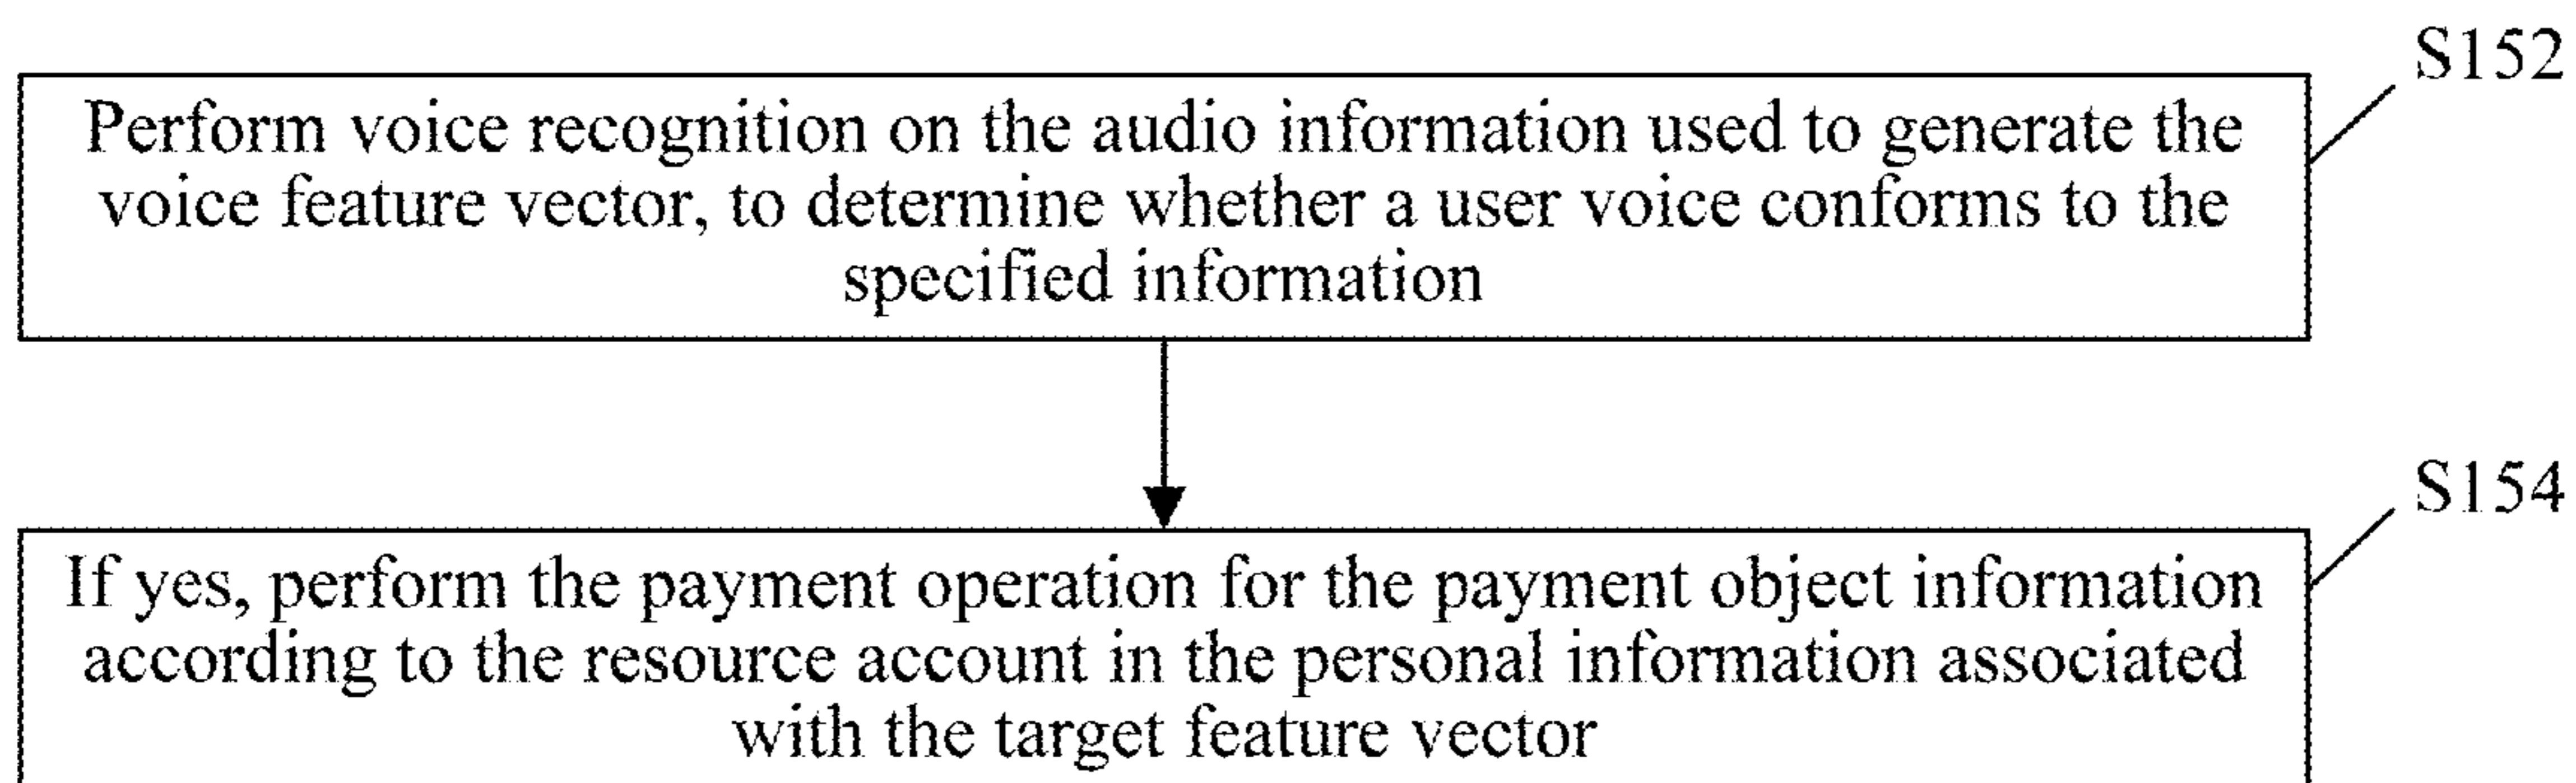 S152
Perform voice recognition on the audio information used to generate the
voice feature vector, to determine whether a user voice conforms to the
specified information
S154
If yes, perform the payment operation for the payment object information
according to the resource account in the personal information associated
with the target feature vector